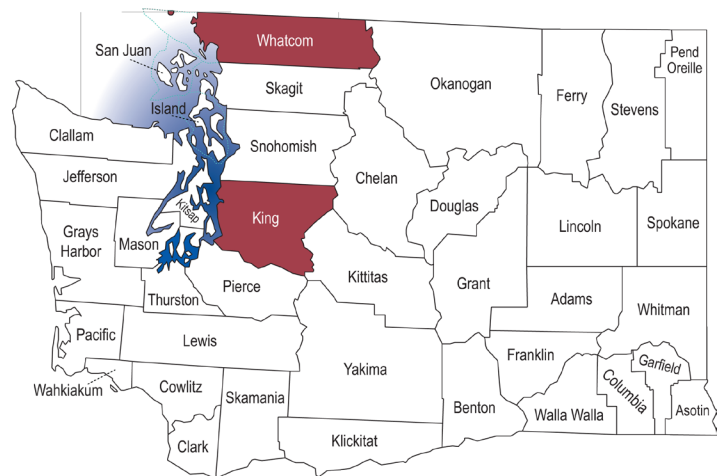 Whatcom
San Juan
Pend
Oreille
Okanogan
Ferry
Stevens
Skagit
Island
Clallam
Snohomish
Chelan
Jefferson
Douglas
Kitsap
King
Lincoln
Spokane
Grays
Harbor
Mason
Kittitas
Grant
Pierce
Thurston
Adams
Whitman
Pacific
Lewis
Franklin
Garfield
Yakima
Wahkiakum
Cowlitz
Skamania
Columbia
Benton
Walla Walla
Asotin
Clark
Klickitat